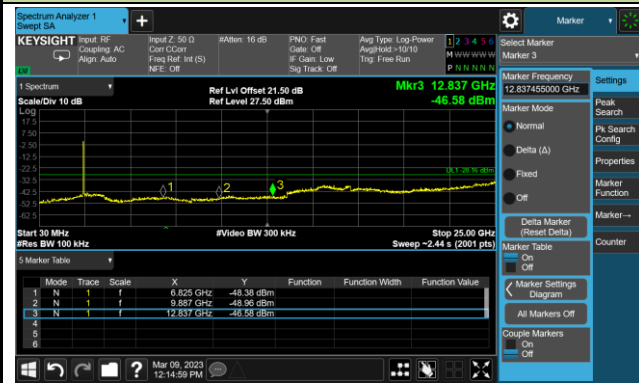 Spectrum Analyzer 1
Swept SA
Marker
KEYSIGHT
Input: RF
Coupling: AC
Align: Auto
Input Z: 50 Ω
Corr CCorr
Freq Ref: Int (S)
NFE: Off
#Atten: 16 dB
PNO: Fast
Gate: Off
IF Gain: Low
Sig Track: Off
Avg Type: Log-Power
Avg|Hold:>10/10
Trig: Free Run
1 2 3 4 5 6
M W W W W W
P N N N N N
LXI
Select Marker
Marker 3
1 Spectrum
Scale/Div 10 dB
Ref Lvl Offset 21.50 dB
Ref Level 27.50 dBm
Mkr3 12.837 GHz
-46.58 dBm
Log
17.5
7.50
-2.50
-12.5
-22.5
-32.5
-42.5
-52.5
-62.5
1
2
3
Start 30 MHz
#Res BW 100 kHz
#Video BW 300 kHz
Stop 25.00 GHz
Sweep ~2.44 s (2001 pts)
5 Marker Table
Mode Trace Scale X Y Function Function Width Function Value
1 N 1 f 6.825 GHz -48.38 dBm
2 N 1 f 9.887 GHz -48.96 dBm
3 N 1 f 12.837 GHz -46.58 dBm
4
5
6
Marker Frequency
12.837455000 GHz
Marker Mode
Normal
Delta (Δ)
Fixed
Off
Delta Marker
(Reset Delta)
Marker Table
On
Off
Marker Settings
Diagram
All Markers Off
Couple Markers
On
Off
Settings
Peak
Search
Pk Search
Config
Properties
Marker
Function
Marker→
Counter
?
Mar 09, 2023
12:14:59 PM